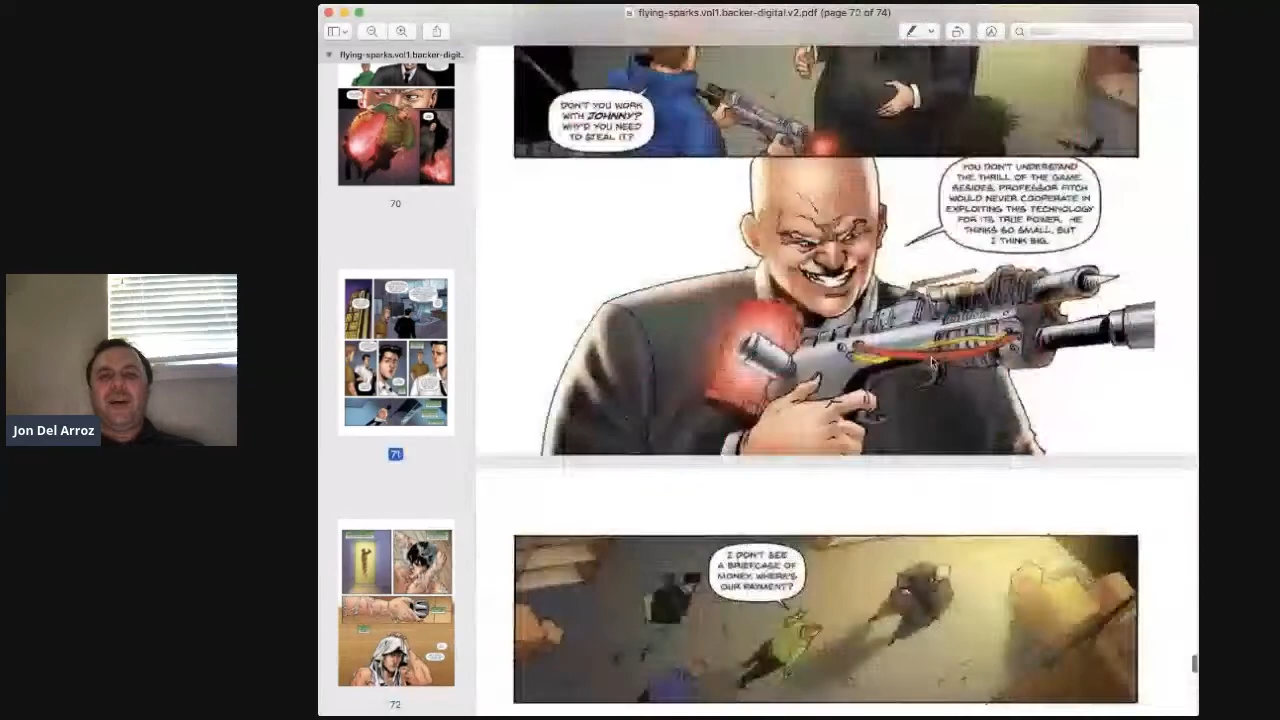 flying-sparks.vol1.backer-digital.v2.pdf (page 70 of 74)
flying-sparks.vol1.backer-digit...
DON'T YOU WORK
WITH JOHNNY?
WHY'D YOU NEED
TO STEAL IT?
YOU DON'T UNDERSTAND
THE THRILL OF THE GAME.
BESIDES, PROFESSOR FITCH
WOULD NEVER COOPERATE IN
EXPLOITING THIS TECHNOLOGY
FOR ITS TRUE POWER. HE
THINKS SO SMALL, BUT
I THINK BIG.
70
Jon Del Arroz
71
I DON'T SEE
A BRIEFCASE OF
MONEY. WHERE'S
OUR PAYMENT?
72